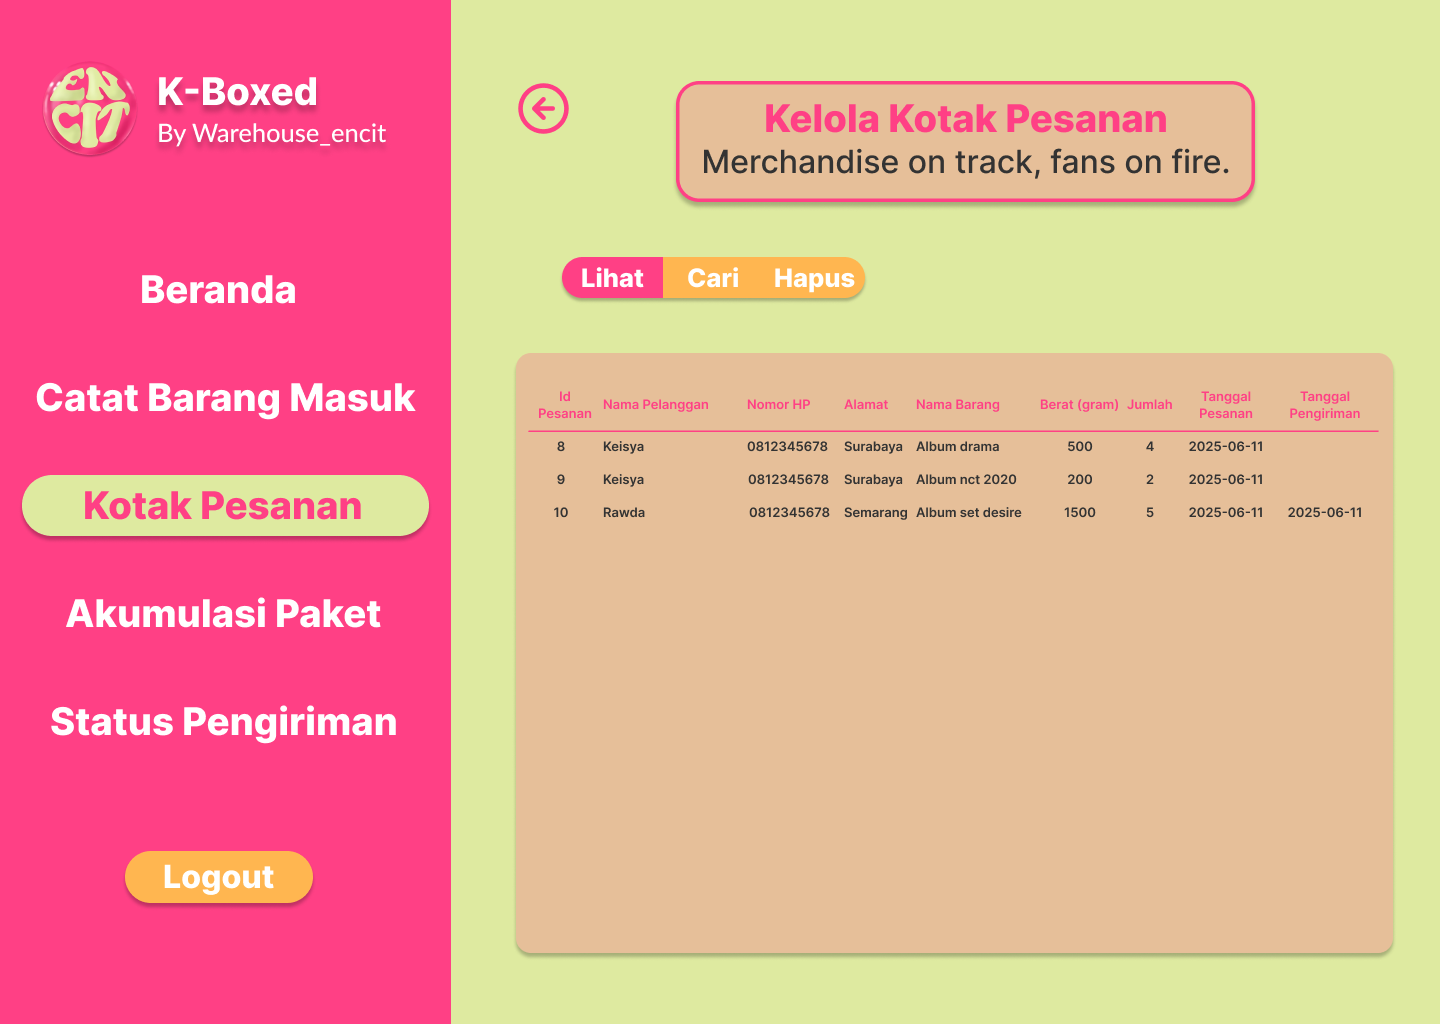 EN
CIT
K-Boxed
By Warehouse_encit
Beranda
Catat Barang Masuk
Kotak Pesanan
Akumulasi Paket
Status Pengiriman
Logout
Kelola Kotak Pesanan
Merchandise on track, fans on fire.
Lihat Cari Hapus
Id Pesanan Nama Pelanggan Nomor HP Alamat Nama Barang Berat (gram) Jumlah Tanggal Pesanan Tanggal Pengiriman
8 Keisya 0812345678 Surabaya Album drama 500 4 2025-06-11
9 Keisya 0812345678 Surabaya Album nct 2020 200 2 2025-06-11
10 Rawda 0812345678 Semarang Album set desire 1500 5 2025-06-11 2025-06-11